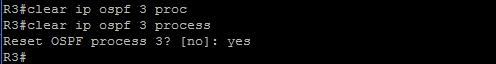 R3#clear ip ospf 3 proc
R3#clear ip ospf 3 process
Reset OSPF process 3? [no]: yes
R3#